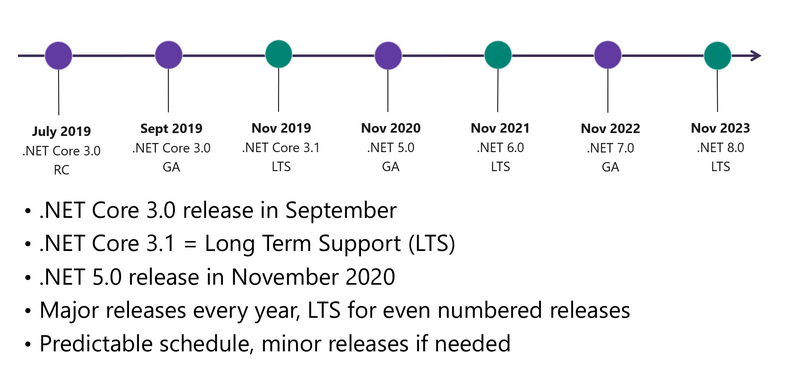 July 2019
.NET Core 3.0
RC
Sept 2019
.NET Core 3.0
GA
Nov 2019
.NET Core 3.1
LTS
Nov 2020
.NET 5.0
GA
Nov 2021
.NET 6.0
LTS
Nov 2022
.NET 7.0
GA
Nov 2023
.NET 8.0
LTS
• .NET Core 3.0 release in September
• .NET Core 3.1 = Long Term Support (LTS)
• .NET 5.0 release in November 2020
• Major releases every year, LTS for even numbered releases
• Predictable schedule, minor releases if needed